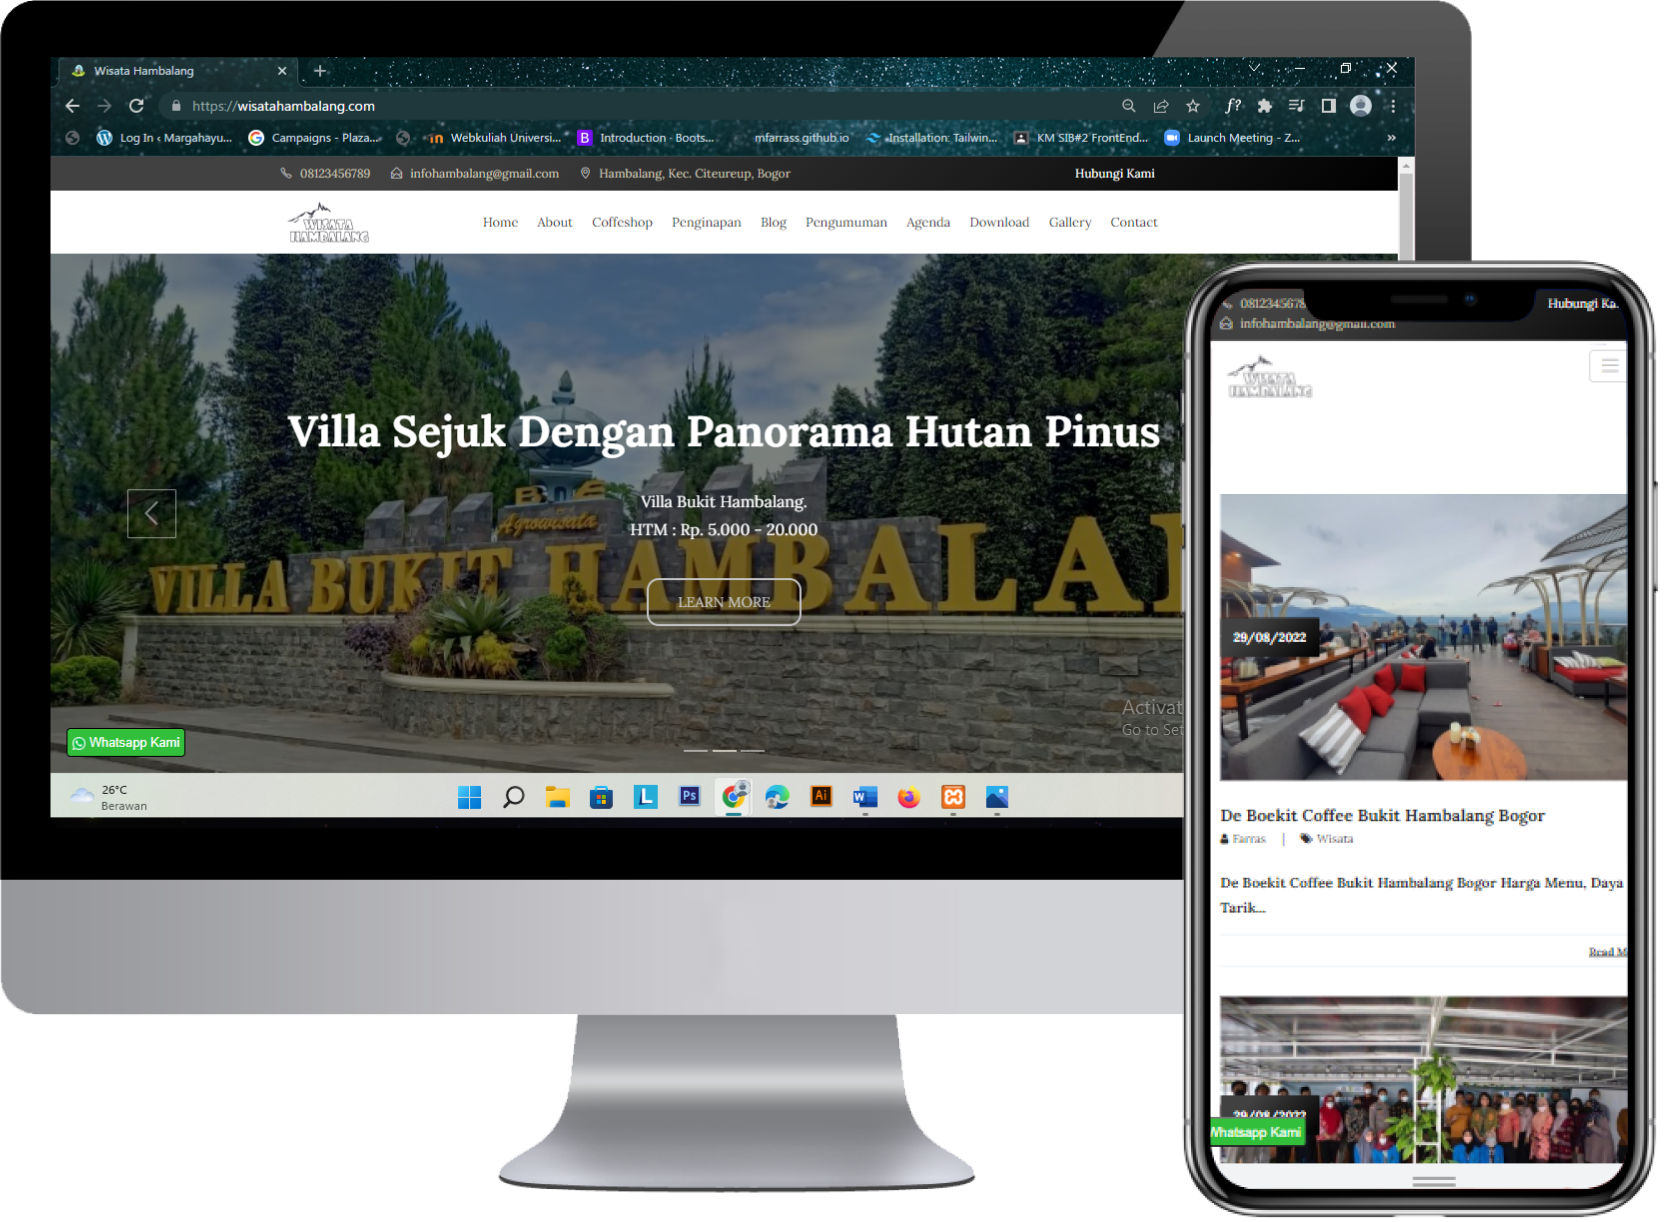 Wisata Hambalang
https://wisatahambalang.com
f?
Log In ‹ Margahayu...
Campaigns - Plaza...
Webkuliah Universi...
B
Introduction · Boots...
mfarrass.github.io
Installation: Tailwin...
KM SIB#2 FrontEnd...
Launch Meeting - Z...
»
08123456789
infohambalang@gmail.com
Hambalang, Kec. Citeureup, Bogor
Hubungi Kami
WISATA
HAMBALANG
Home
About
Coffeshop
Penginapan
Blog
Pengumuman
Agenda
Download
Gallery
Contact
Villa Sejuk Dengan Panorama Hutan Pinus
Villa Bukit Hambalang.
HTM : Rp. 5.000 - 20.000
Agrowisata
VILLA BUKIT HAMBALAN
LEARN MORE
Activat
Go to Set
Whatsapp Kami
26°C
Berawan
L
Ps
Ai
W
0812345678
Hubungi Ka
infohambalang@gmail.com
WISATA
HAMBALANG
29/08/2022
De Boekit Coffee Bukit Hambalang Bogor
Farras | Wisata
De Boekit Coffee Bukit Hambalang Bogor Harga Menu, Daya
Tarik...
Read M
29/08/2022
Whatsapp Kami